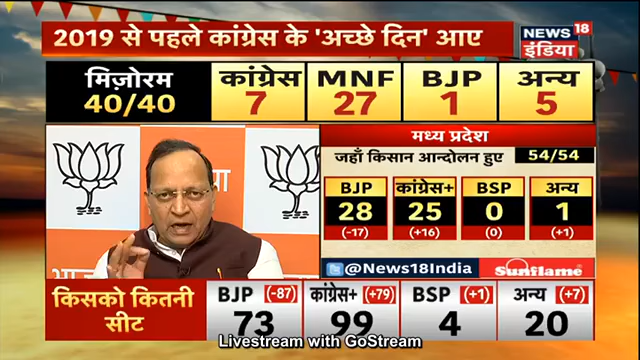 2019 से पहले कांग्रेस के 'अच्छे दिन' आए
NEWS 18
इंडिया
मिज़ोरम
40/40
कांग्रेस MNF BJP अन्य
7 27 1 5
मध्य प्रदेश
जहाँ किसान आन्दोलन हुए 54/54
BJP कांग्रेस+ BSP अन्य
28 25 0 1
(-17) (+16) (0) (+1)
@News18India Sunflame
किसको कितनी
सीट
BJP (-87) कांग्रेस+ (+79) BSP (+1) अन्य (+7)
73 99 4 20
Livestream with GoStream